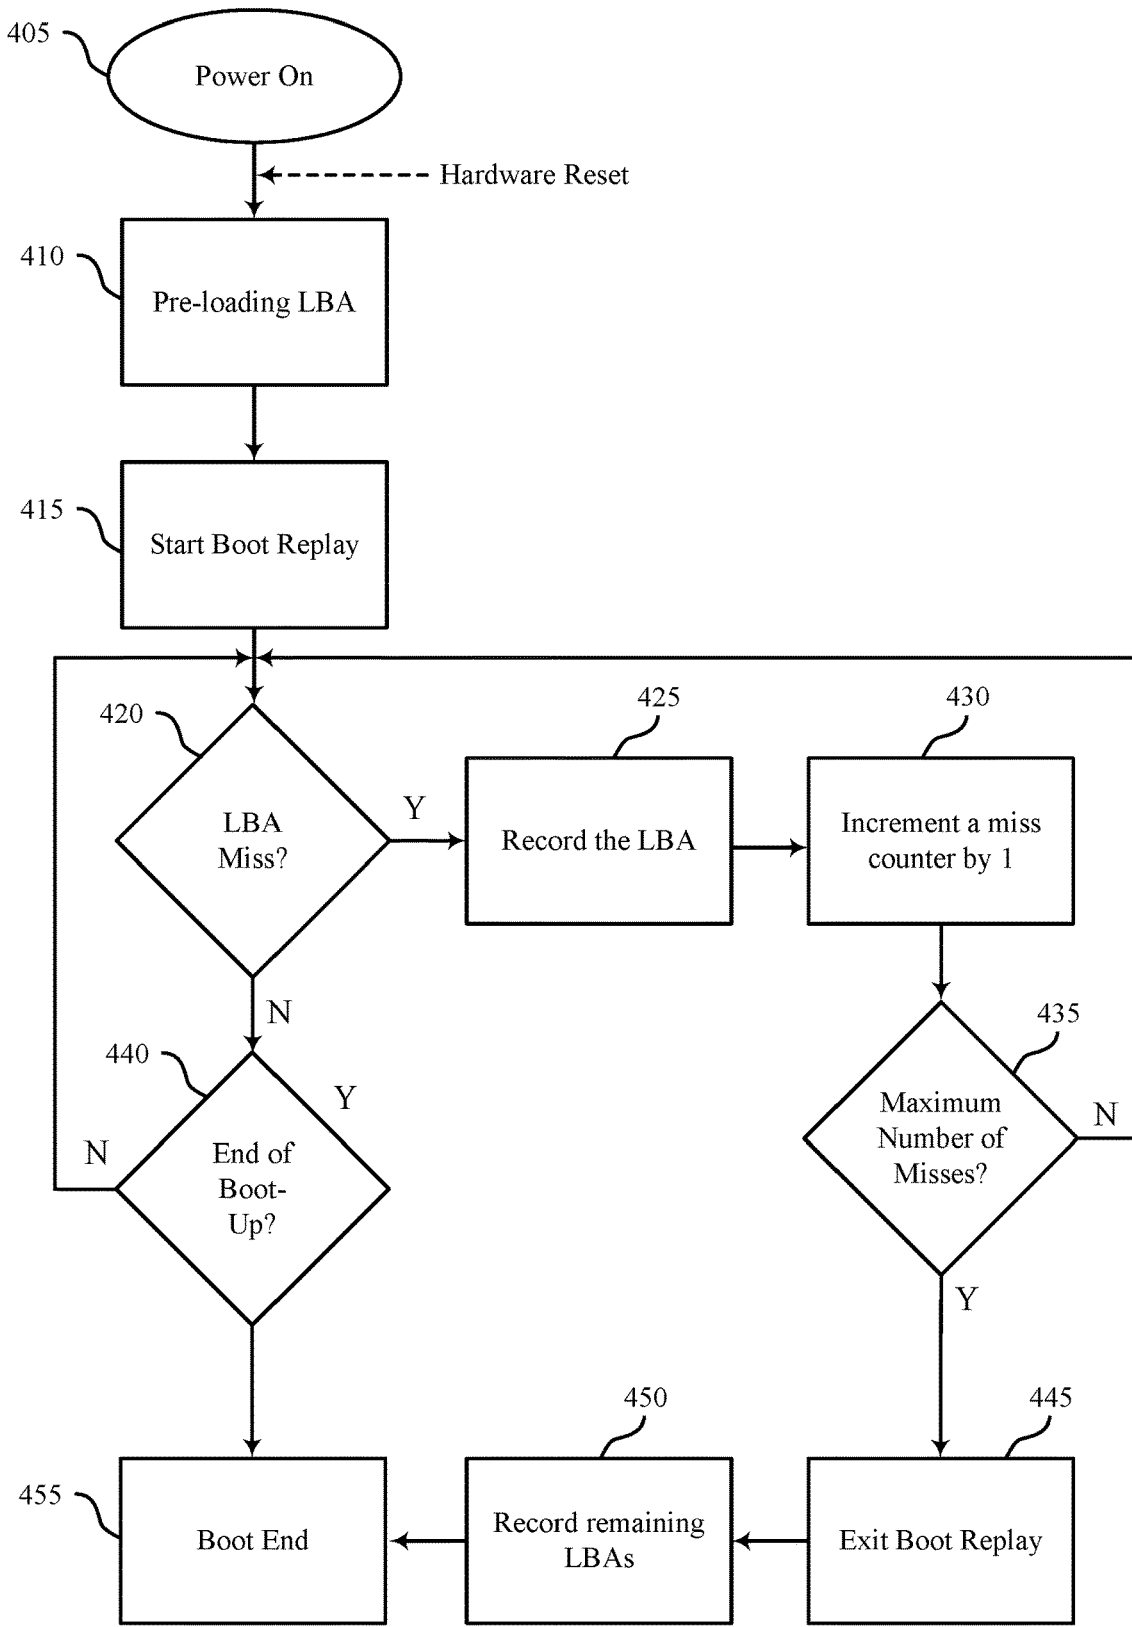 405
Power On
Hardware Reset
410
Pre-loading LBA
415
Start Boot Replay
420
LBA
Miss?
Y
425
Record the LBA
430
Increment a miss
counter by 1
N
440
Y
N
End of
Boot-
Up?
435
Maximum
Number of
Misses?
N
Y
455
Boot End
450
Record remaining
LBAs
445
Exit Boot Replay